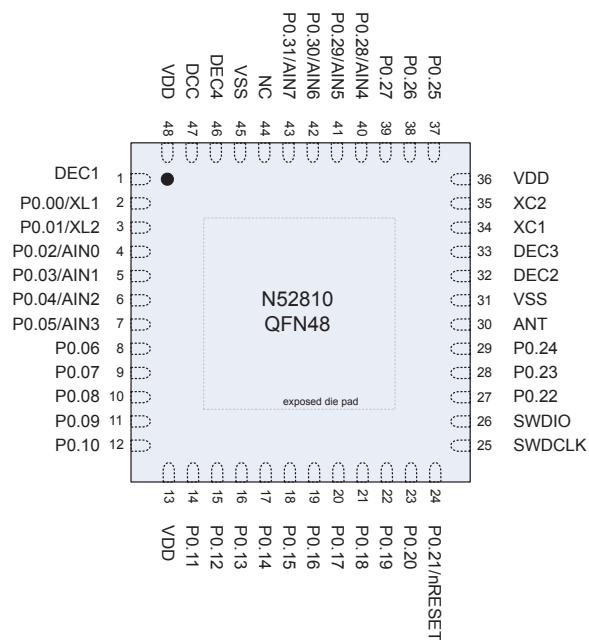 P0.31/AIN7
P0.30/AIN6
P0.29/AIN5
P0.28/AIN4
P0.27
P0.26
P0.25
VDD
DCC
DEC4
VSS
NC
48
47
46
45
44
43
42
41
40
39
38
37
DEC1 1
P0.00/XL1 2
P0.01/XL2 3
P0.02/AIN0 4
P0.03/AIN1 5
P0.04/AIN2 6
P0.05/AIN3 7
P0.06 8
P0.07 9
P0.08 10
P0.09 11
P0.10 12
N52810
QFN48
exposed die pad
36 VDD
35 XC2
34 XC1
33 DEC3
32 DEC2
31 VSS
30 ANT
29 P0.24
28 P0.23
27 P0.22
26 SWDIO
25 SWDCLK
13
14
15
16
17
18
19
20
21
22
23
24
VDD
P0.11
P0.12
P0.13
P0.14
P0.15
P0.16
P0.17
P0.18
P0.19
P0.20
P0.21/nRESET